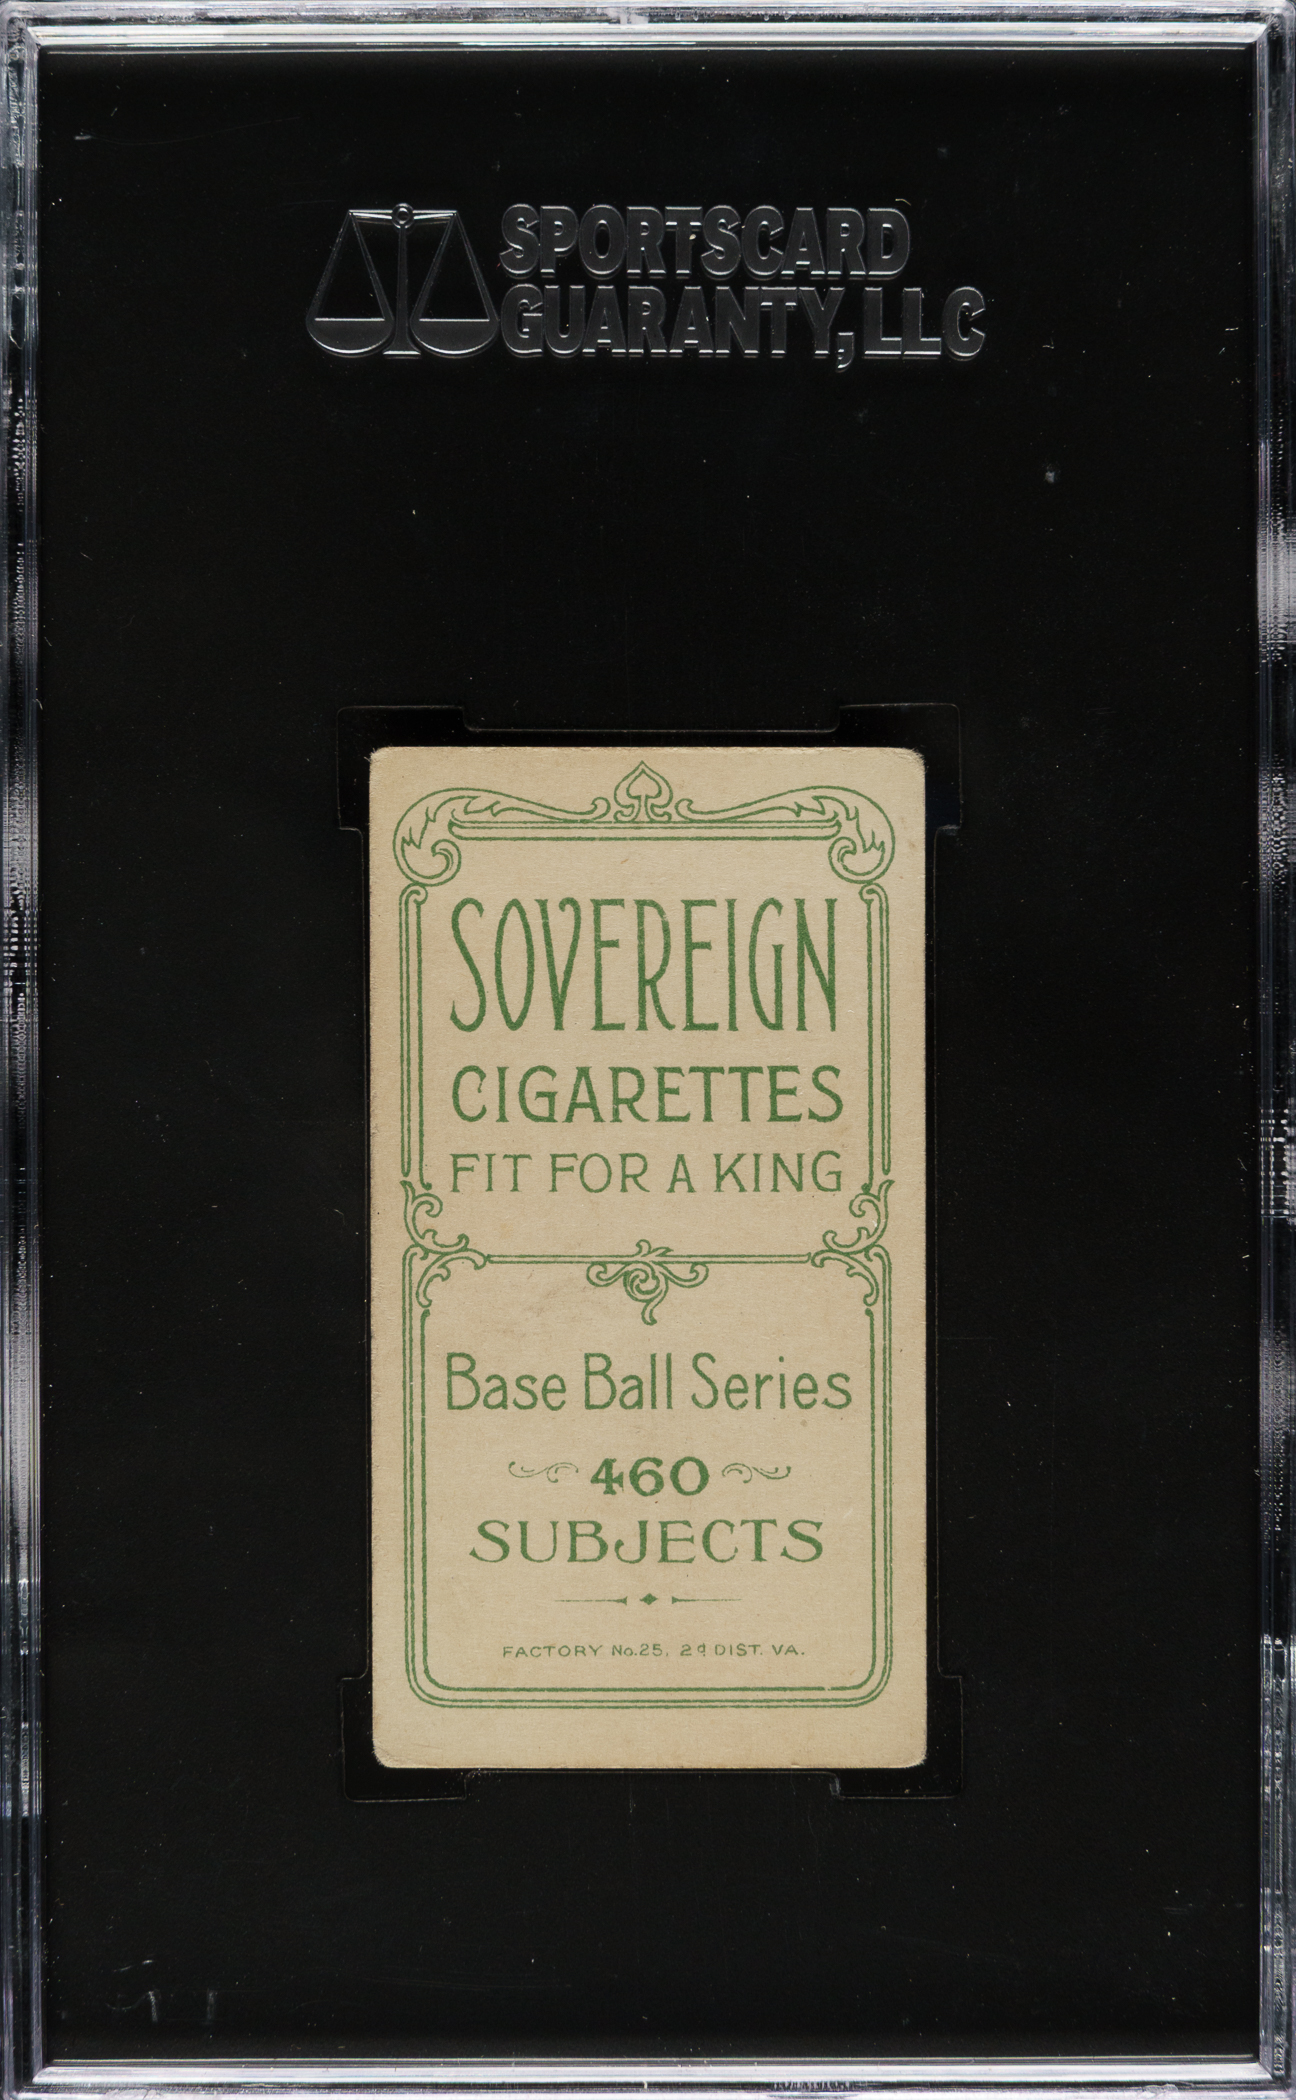 SPORTSCARD
GUARANTY, LLC
SOVEREIGN
CIGARETTES
FIT FOR A KING
Base Ball Series
460
SUBJECTS
FACTORY No. 25, 2d DIST. VA.